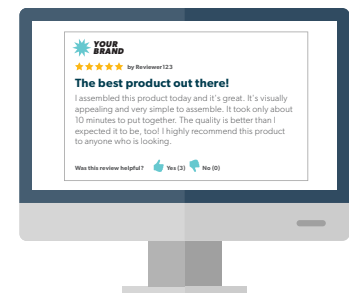 YOUR
BRAND
by Reviewer123
The best product out there!
I assembled this product today and it's great. It's visually
appealing and very simple to assemble. It took only about
10 minutes to put together. The quality is better than I
expected it to be, too! I highly recommend this product
to anyone who is looking.
Was this review helpful? Yes (3) No (0)